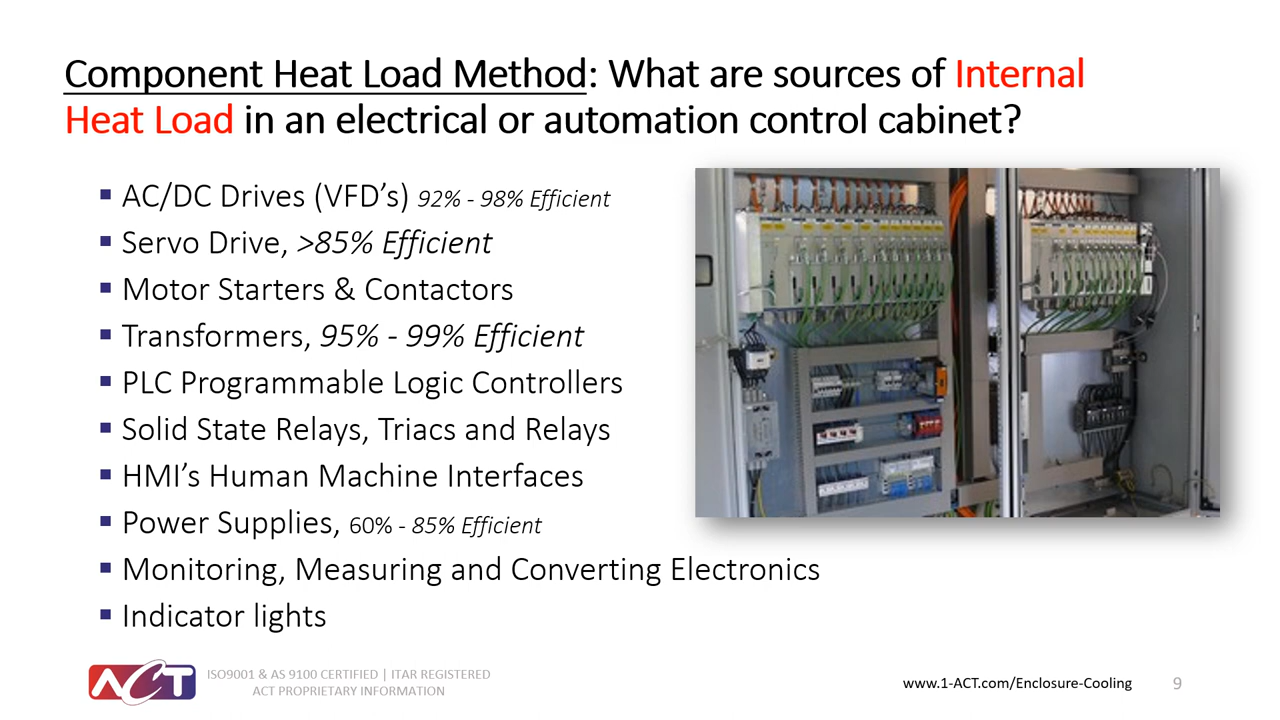 Component Heat Load Method: What are sources of Internal
Heat Load in an electrical or automation control cabinet?
▪ AC/DC Drives (VFD’s) 92% - 98% Efficient
▪ Servo Drive, >85% Efficient
▪ Motor Starters & Contactors
▪ Transformers, 95% - 99% Efficient
▪ PLC Programmable Logic Controllers
▪ Solid State Relays, Triacs and Relays
▪ HMI’s Human Machine Interfaces
▪ Power Supplies, 60% - 85% Efficient
▪ Monitoring, Measuring and Converting Electronics
▪ Indicator lights
ACT
ISO9001 & AS 9100 CERTIFIED | ITAR REGISTERED
ACT PROPRIETARY INFORMATION
www.1-ACT.com/Enclosure-Cooling
9